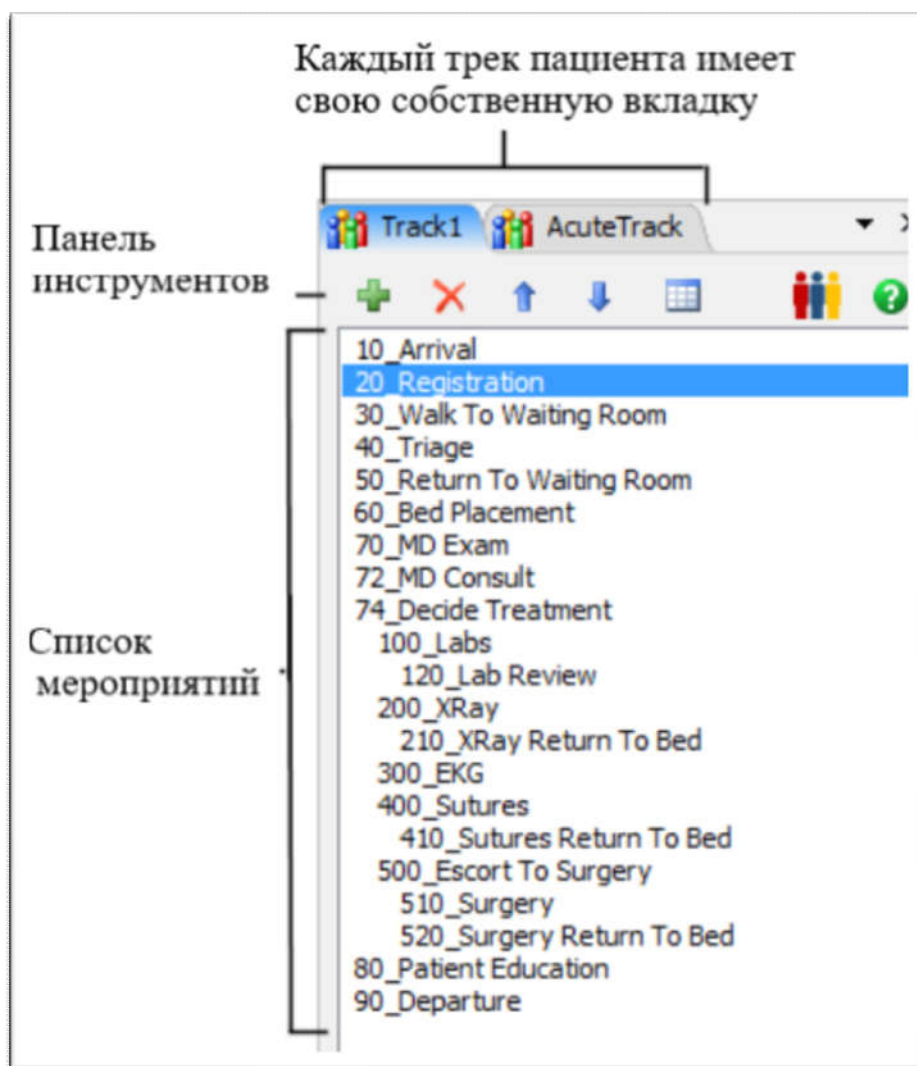 Каждый трек пациента имеет
свою собственную вкладку
Track1 AcuteTrack
Панель
инструментов
10_Arrival
20_Registration
30_Walk To Waiting Room
40_Triage
50_Return To Waiting Room
60_Bed Placement
70_MD Exam
72_MD Consult
74_Decide Treatment
100_Labs
120_Lab Review
200_XRay
210_XRay Return To Bed
300_EKG
400_Sutures
410_Sutures Return To Bed
500_Escort To Surgery
510_Surgery
520_Surgery Return To Bed
80_Patient Education
90_Departure
Список
мероприятий